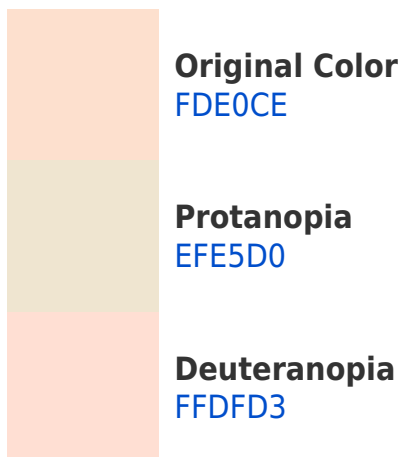 Original Color
FDE0CE
Protanopia
EFE5D0
Deuteranopia
FFDFD3